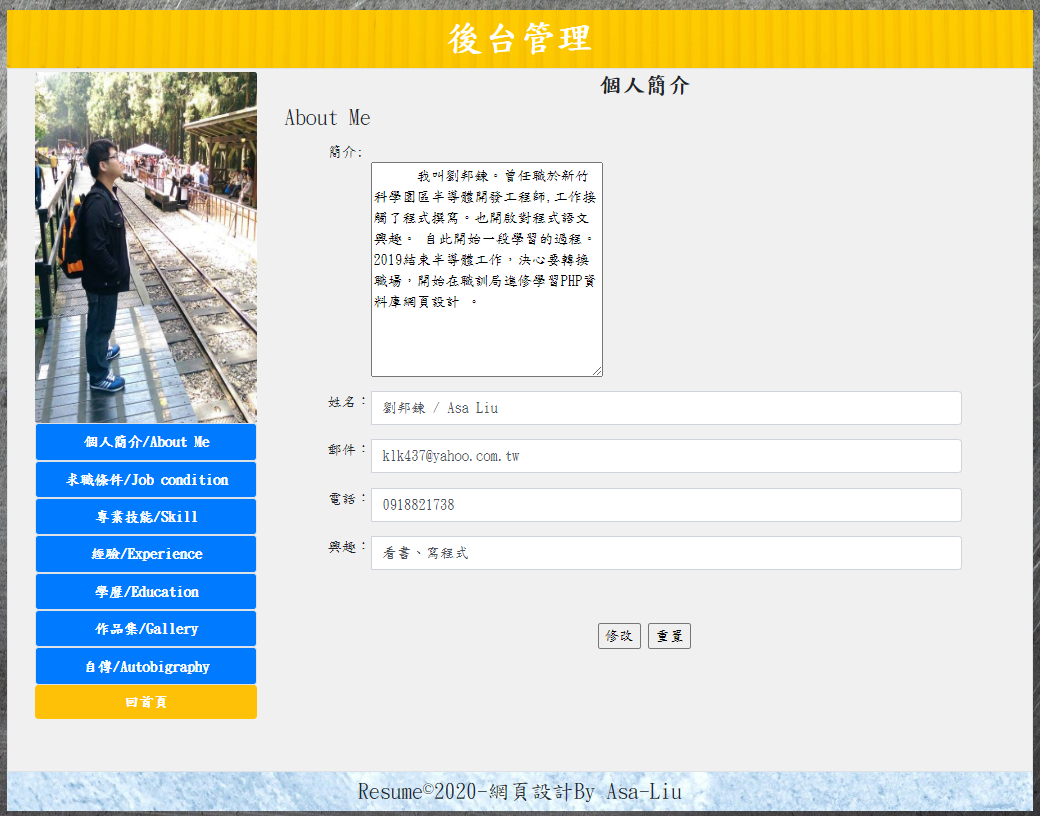 後台管理
個人簡介
About Me
簡介:
我叫劉邦鍊。曾任職於新竹
科學園區半導體開發工程師,工作接
觸了程式撰寫。也開啟對程式語文
興趣。 自此開始一段學習的過程。
2019結束半導體工作，決心要轉換
職場，開始在職訓局進修學習PHP資
料庫網頁設計 。
姓名：
劉邦鍊 / Asa Liu
郵件：
klk437@yahoo.com.tw
電話：
0918821738
興趣：
看書、寫程式
修改 重置
個人簡介/About Me
求職條件/Job condition
專業技能/Skill
經驗/Experience
學歷/Education
作品集/Gallery
自傳/Autobigraphy
回首頁
Resume©2020-網頁設計By Asa-Liu